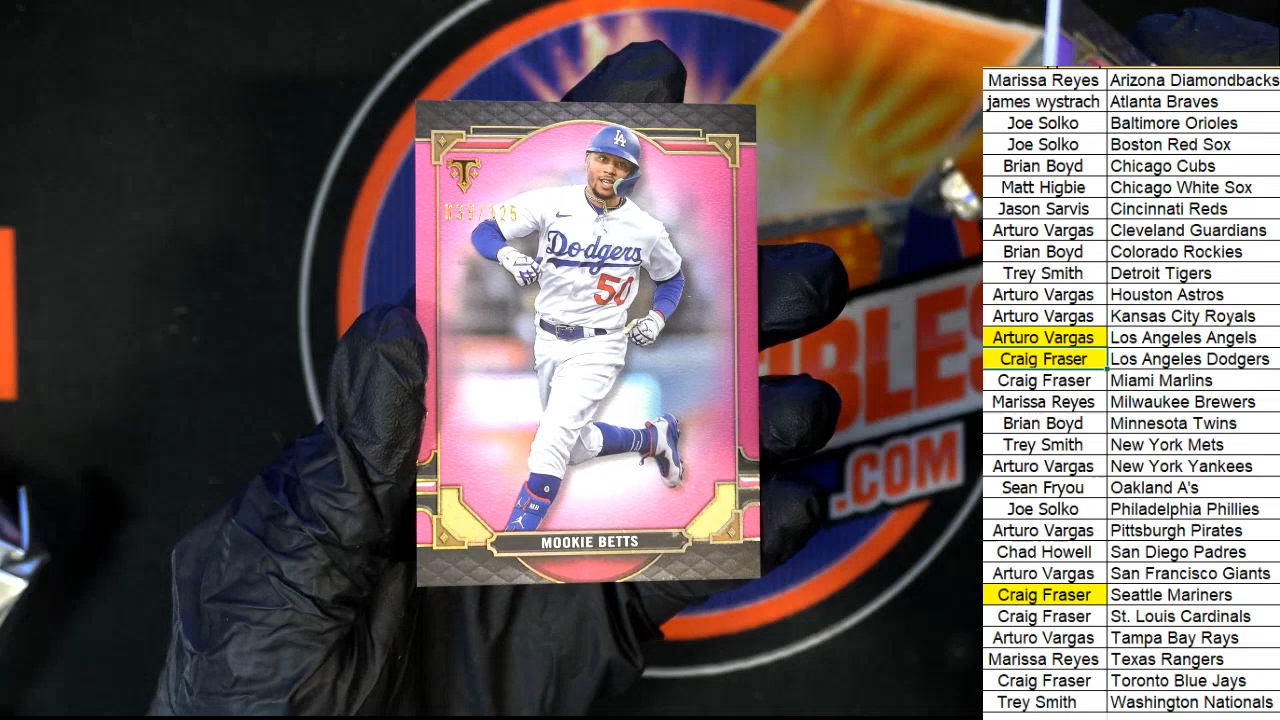 LA
T
Dodgers
50
MB
MOOKIE BETTS
BLES
.COM
Marissa Reyes Arizona Diamondbacks
james wystrach Atlanta Braves
Joe Solko Baltimore Orioles
Joe Solko Boston Red Sox
Brian Boyd Chicago Cubs
Matt Higbie Chicago White Sox
Jason Sarvis Cincinnati Reds
Arturo Vargas Cleveland Guardians
Brian Boyd Colorado Rockies
Trey Smith Detroit Tigers
Arturo Vargas Houston Astros
Arturo Vargas Kansas City Royals
Arturo Vargas Los Angeles Angels
Craig Fraser Los Angeles Dodgers
Craig Fraser Miami Marlins
Marissa Reyes Milwaukee Brewers
Brian Boyd Minnesota Twins
Trey Smith New York Mets
Arturo Vargas New York Yankees
Sean Fryou Oakland A's
Joe Solko Philadelphia Phillies
Arturo Vargas Pittsburgh Pirates
Chad Howell San Diego Padres
Arturo Vargas San Francisco Giants
Craig Fraser Seattle Mariners
Craig Fraser St. Louis Cardinals
Arturo Vargas Tampa Bay Rays
Marissa Reyes Texas Rangers
Craig Fraser Toronto Blue Jays
Trey Smith Washington Nationals